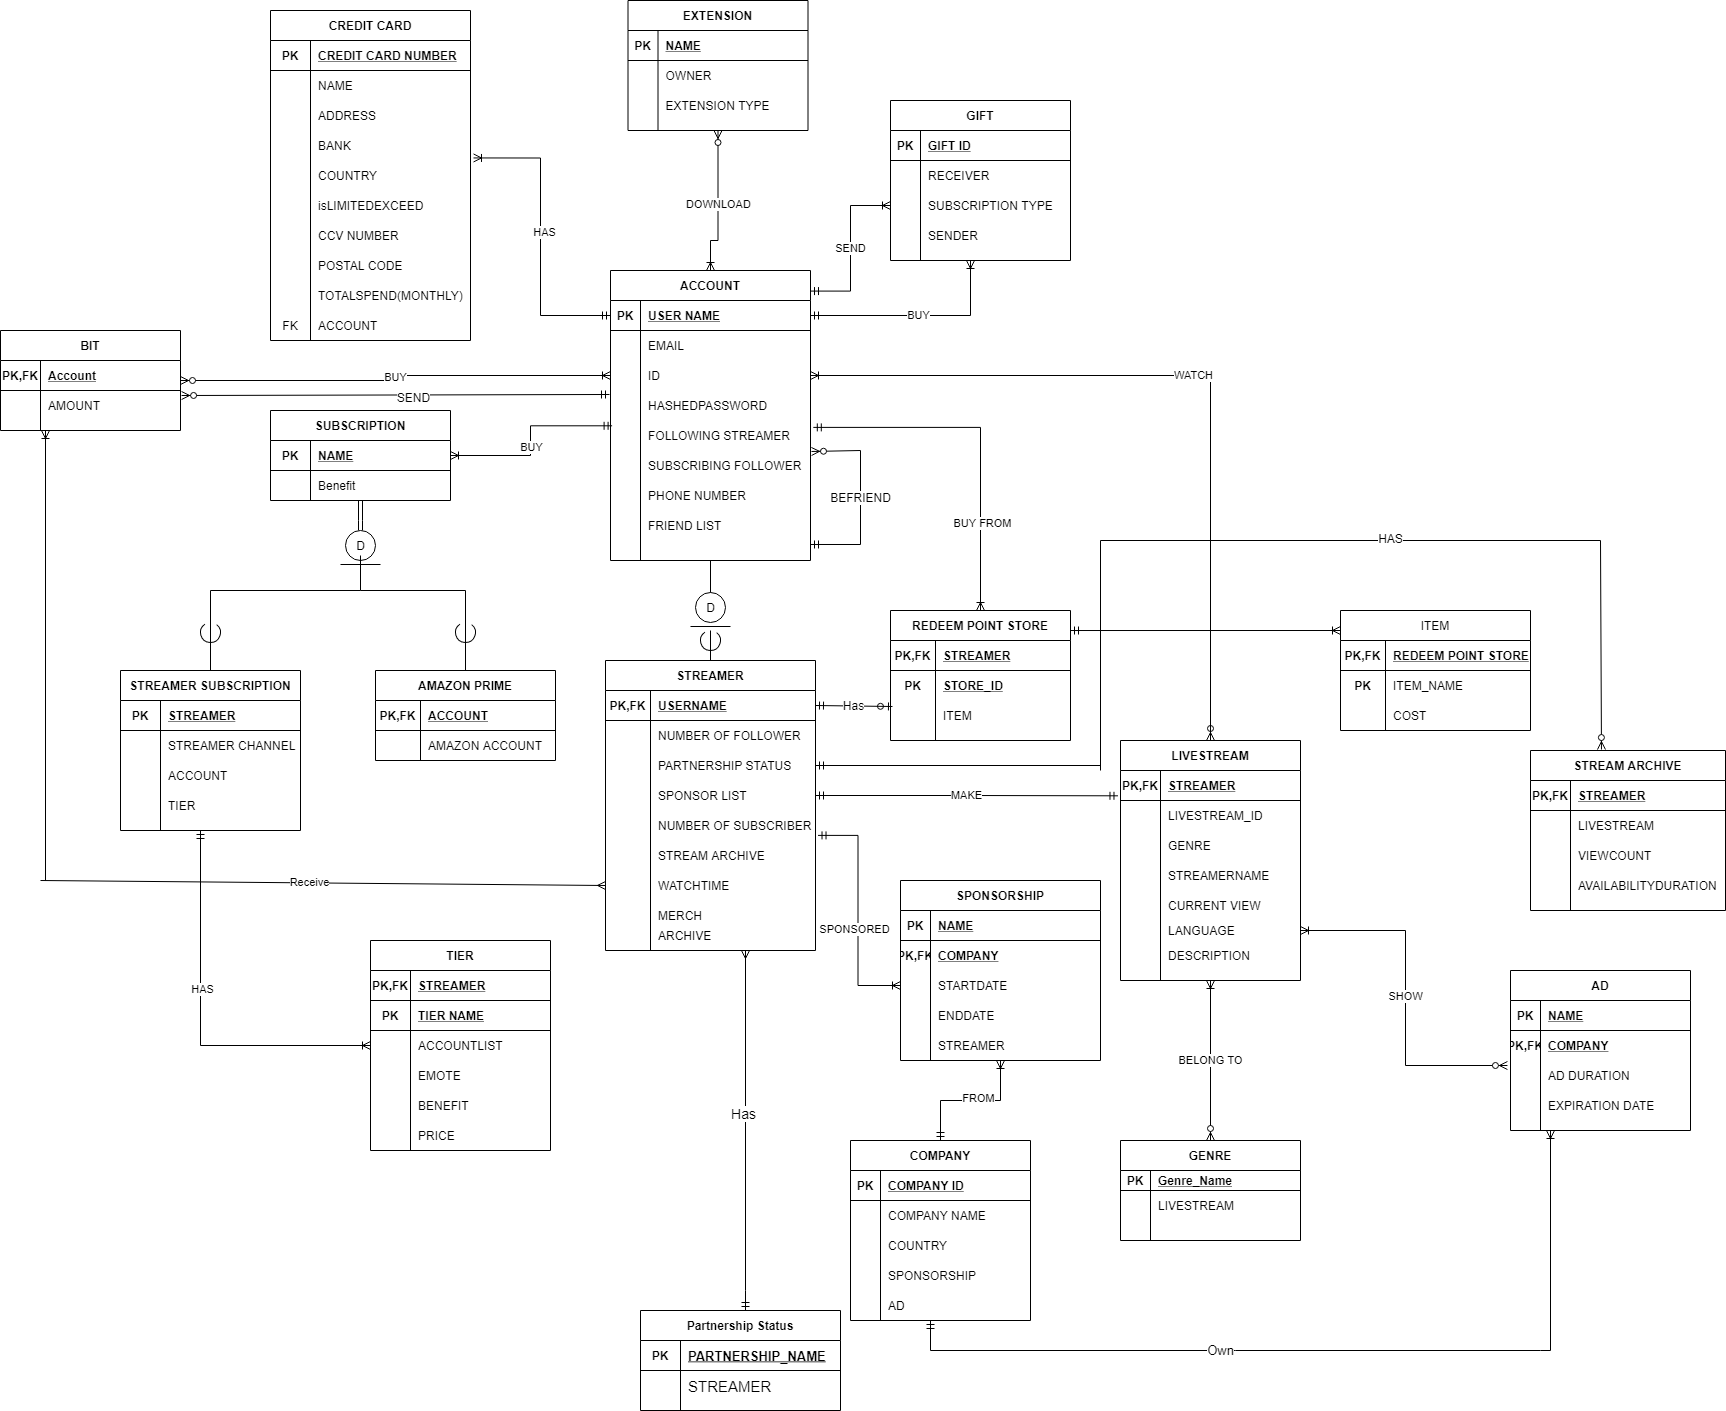 EXTENSION
PK NAME
OWNER
EXTENSION TYPE
CREDIT CARD
PK CREDIT CARD NUMBER
NAME
ADDRESS
BANK
COUNTRY
isLIMITEDEXCEED
CCV NUMBER
POSTAL CODE
TOTALSPEND(MONTHLY)
FK ACCOUNT
GIFT
PK GIFT ID
RECEIVER
SUBSCRIPTION TYPE
SENDER
DOWNLOAD
HAS
SEND
BUY
ACCOUNT
PK USER NAME
EMAIL
ID
HASHEDPASSWORD
FOLLOWING STREAMER
SUBSCRIBING FOLLOWER
PHONE NUMBER
FRIEND LIST
BIT
PK,FK Account
AMOUNT
BUY
SEND
BUY
WATCH
BEFRIEND
BUY FROM
HAS
SUBSCRIPTION
PK NAME
Benefit
D
D
REDEEM POINT STORE
PK,FK STREAMER
PK STORE_ID
ITEM
ITEM
PK,FK REDEEM POINT STORE
PK ITEM_NAME
COST
STREAMER SUBSCRIPTION
PK STREAMER
STREAMER CHANNEL
ACCOUNT
TIER
AMAZON PRIME
PK,FK ACCOUNT
AMAZON ACCOUNT
STREAMER
PK,FK USERNAME
NUMBER OF FOLLOWER
PARTNERSHIP STATUS
SPONSOR LIST
NUMBER OF SUBSCRIBER
STREAM ARCHIVE
WATCHTIME
MERCH
ARCHIVE
Has
MAKE
LIVESTREAM
PK,FK STREAMER
LIVESTREAM_ID
GENRE
STREAMERNAME
CURRENT VIEW
LANGUAGE
DESCRIPTION
STREAM ARCHIVE
PK,FK STREAMER
LIVESTREAM
VIEWCOUNT
AVAILABILITYDURATION
Receive
SPONSORED
SPONSORSHIP
PK NAME
PK,FK COMPANY
STARTDATE
ENDDATE
STREAMER
HAS
TIER
PK,FK STREAMER
PK TIER NAME
ACCOUNTLIST
EMOTE
BENEFIT
PRICE
SHOW
AD
PK NAME
PK,FK COMPANY
AD DURATION
EXPIRATION DATE
BELONG TO
FROM
Has
COMPANY
PK COMPANY ID
COMPANY NAME
COUNTRY
SPONSORSHIP
AD
GENRE
PK Genre_Name
LIVESTREAM
Own
Partnership Status
PK PARTNERSHIP_NAME
STREAMER